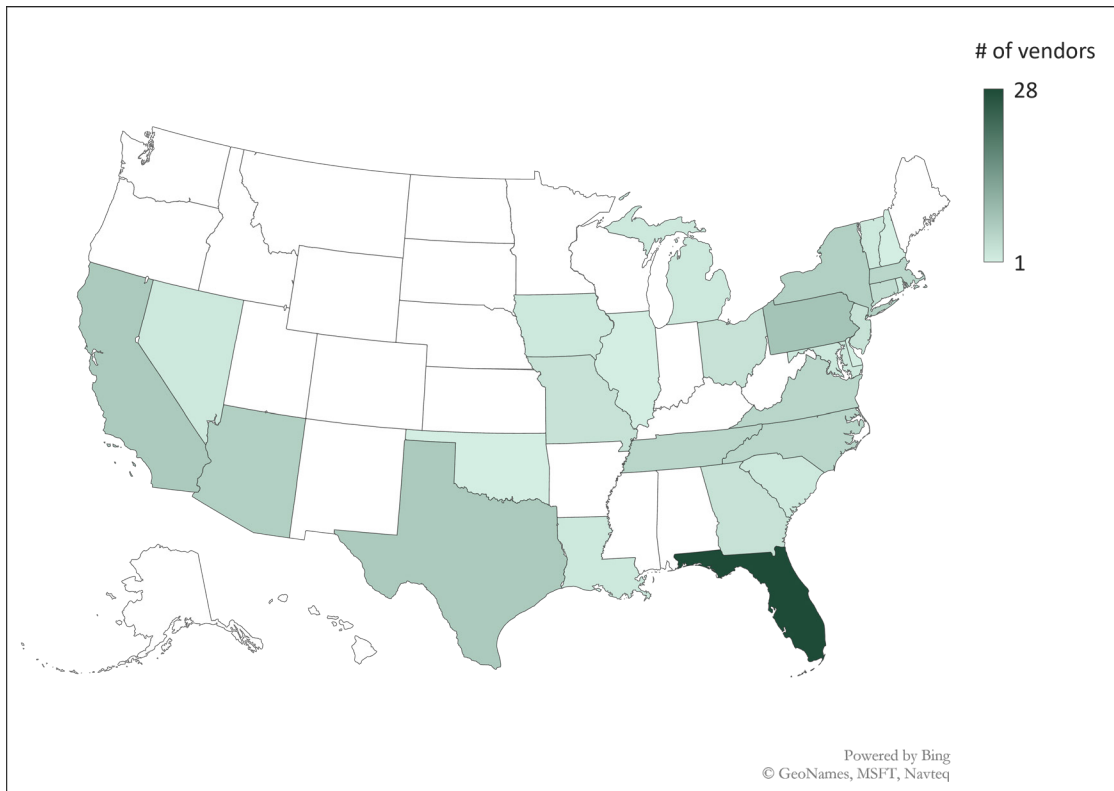 # of vendors
28
1
Powered by Bing
© GeoNames, MSFT, Navteq